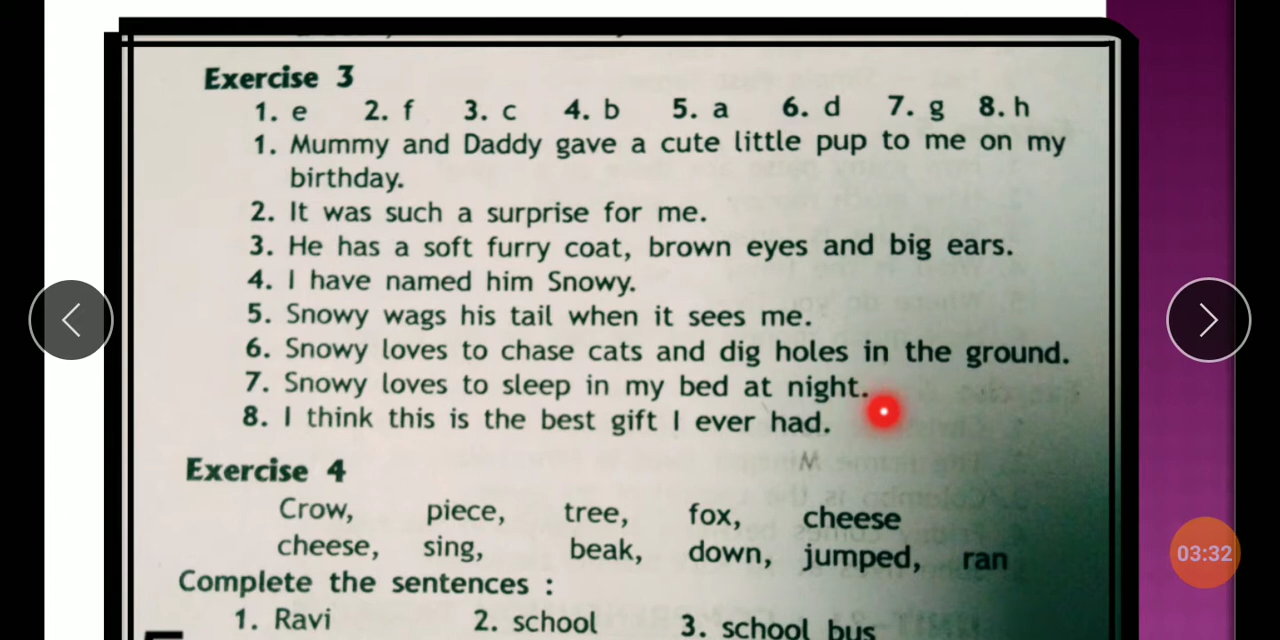 Exercise 3
1. e 2. f 3. c 4. b 5. a 6. d 7. g 8. h
1. Mummy and Daddy gave a cute little pup to me on my
birthday.
2. It was such a surprise for me.
3. He has a soft furry coat, brown eyes and big ears.
4. I have named him Snowy.
5. Snowy wags his tail when it sees me.
6. Snowy loves to chase cats and dig holes in the ground.
7. Snowy loves to sleep in my bed at night.
8. I think this is the best gift I ever had.
M
Exercise 4
Crow, piece, tree, fox, cheese
cheese, sing, beak, down, jumped, ran
03:32
Complete the sentences :
1. Ravi 2. school 3. school bus